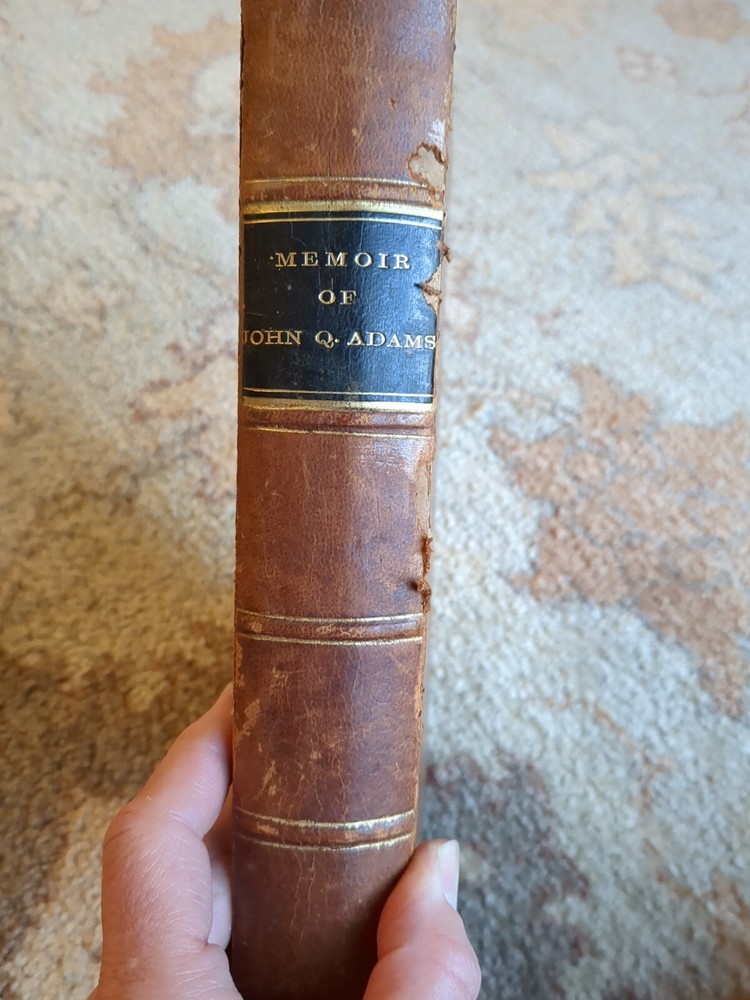 MEMOIR
OF
JOHN Q. ADAMS